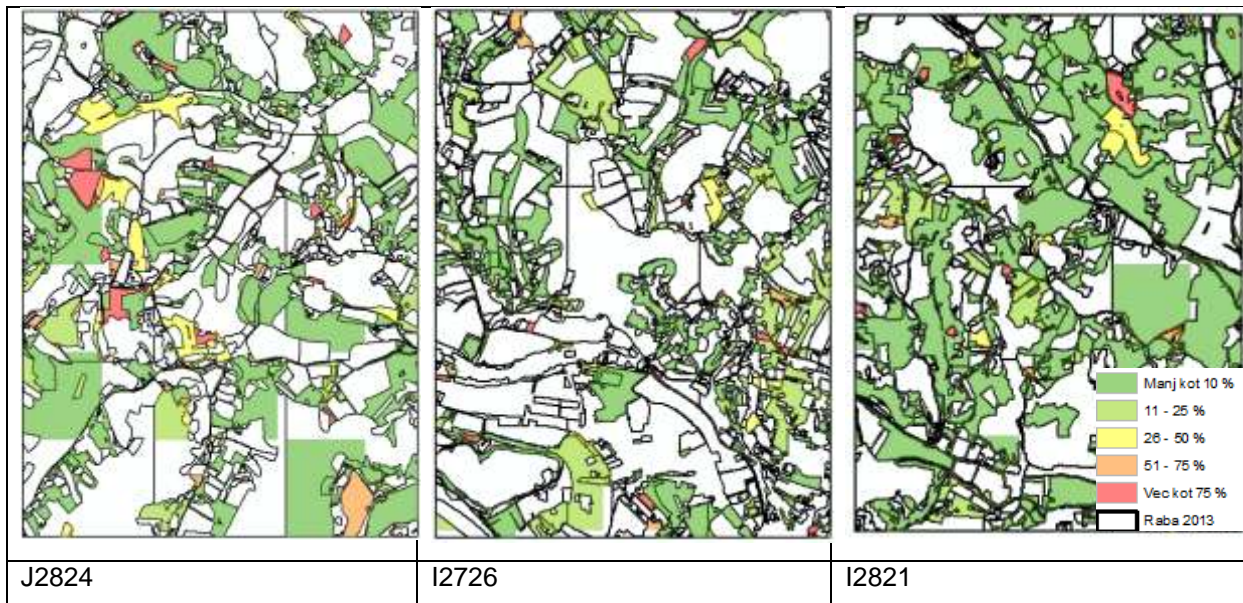 Manj kot 10 %
11 - 25 %
26 - 50 %
51 - 75 %
Vec kot 75 %
Raba 2013
J2824
I2726
I2821